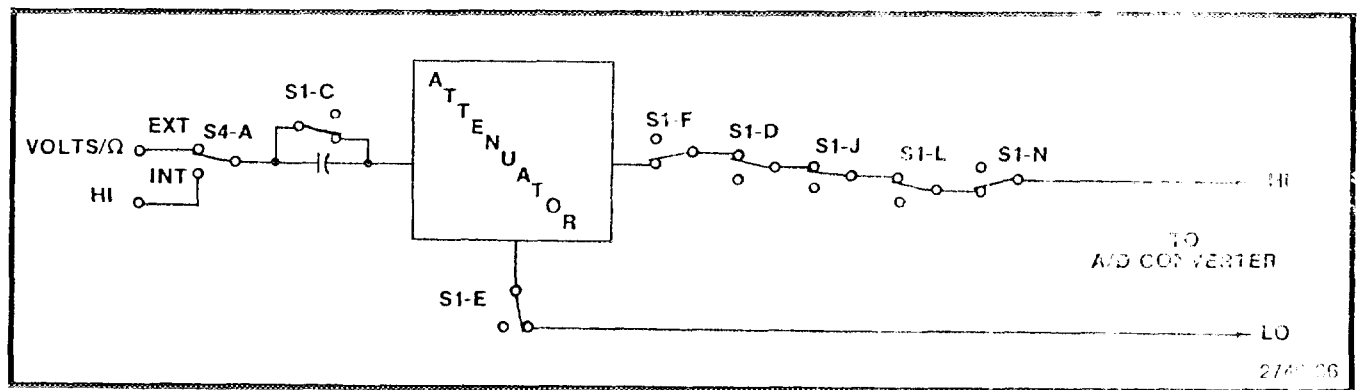 VOLTS/Ω
EXT
S4-A
INT
HI
S1-C
ATTENUATOR
S1-F
S1-D
S1-J
S1-L
S1-N
HI
TO
A/D CONVERTER
S1-E
LO